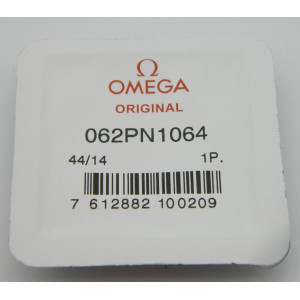 Ω
OMEGA
ORIGINAL
062PN1064
44/14 1P.
7 612882 100209